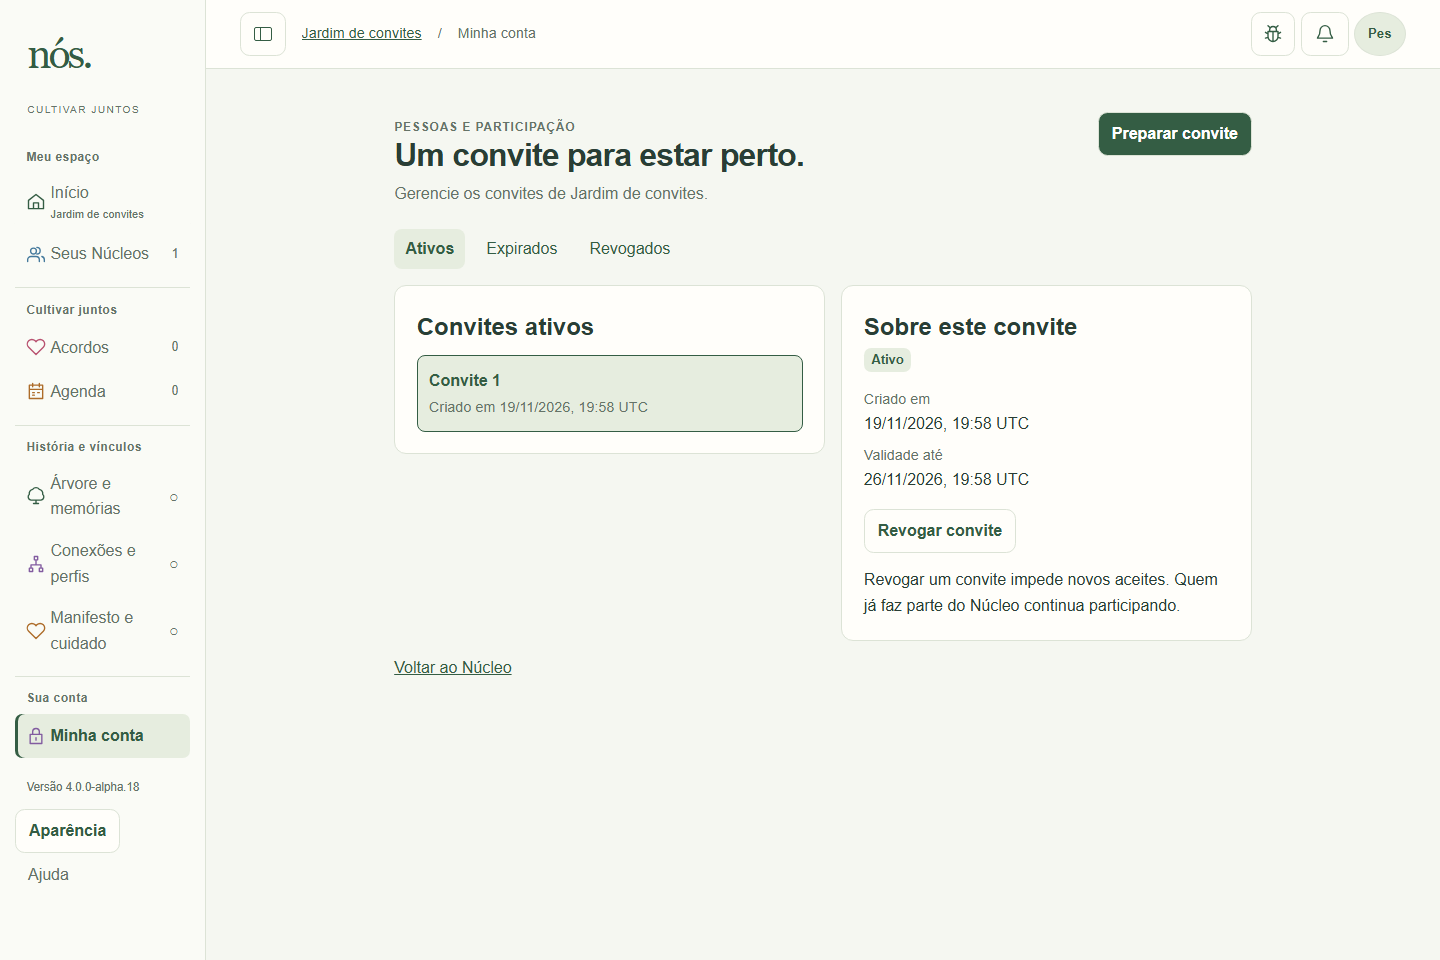 nós.
CULTIVAR JUNTOS
Meu espaço
Início
Jardim de convites
Seus Núcleos 1
Cultivar juntos
Acordos 0
Agenda 0
História e vínculos
Árvore e
memórias
Conexões e
perfis
Manifesto e
cuidado
Sua conta
Minha conta
Versão 4.0.0-alpha.18
Aparência
Ajuda
Jardim de convites / Minha conta
Pes
PESSOAS E PARTICIPAÇÃO
Um convite para estar perto.
Gerencie os convites de Jardim de convites.
Preparar convite
Ativos Expirados Revogados
Convites ativos
Convite 1
Criado em 19/11/2026, 19:58 UTC
Sobre este convite
Ativo
Criado em
19/11/2026, 19:58 UTC
Validade até
26/11/2026, 19:58 UTC
Revogar convite
Revogar um convite impede novos aceites. Quem
já faz parte do Núcleo continua participando.
Voltar ao Núcleo